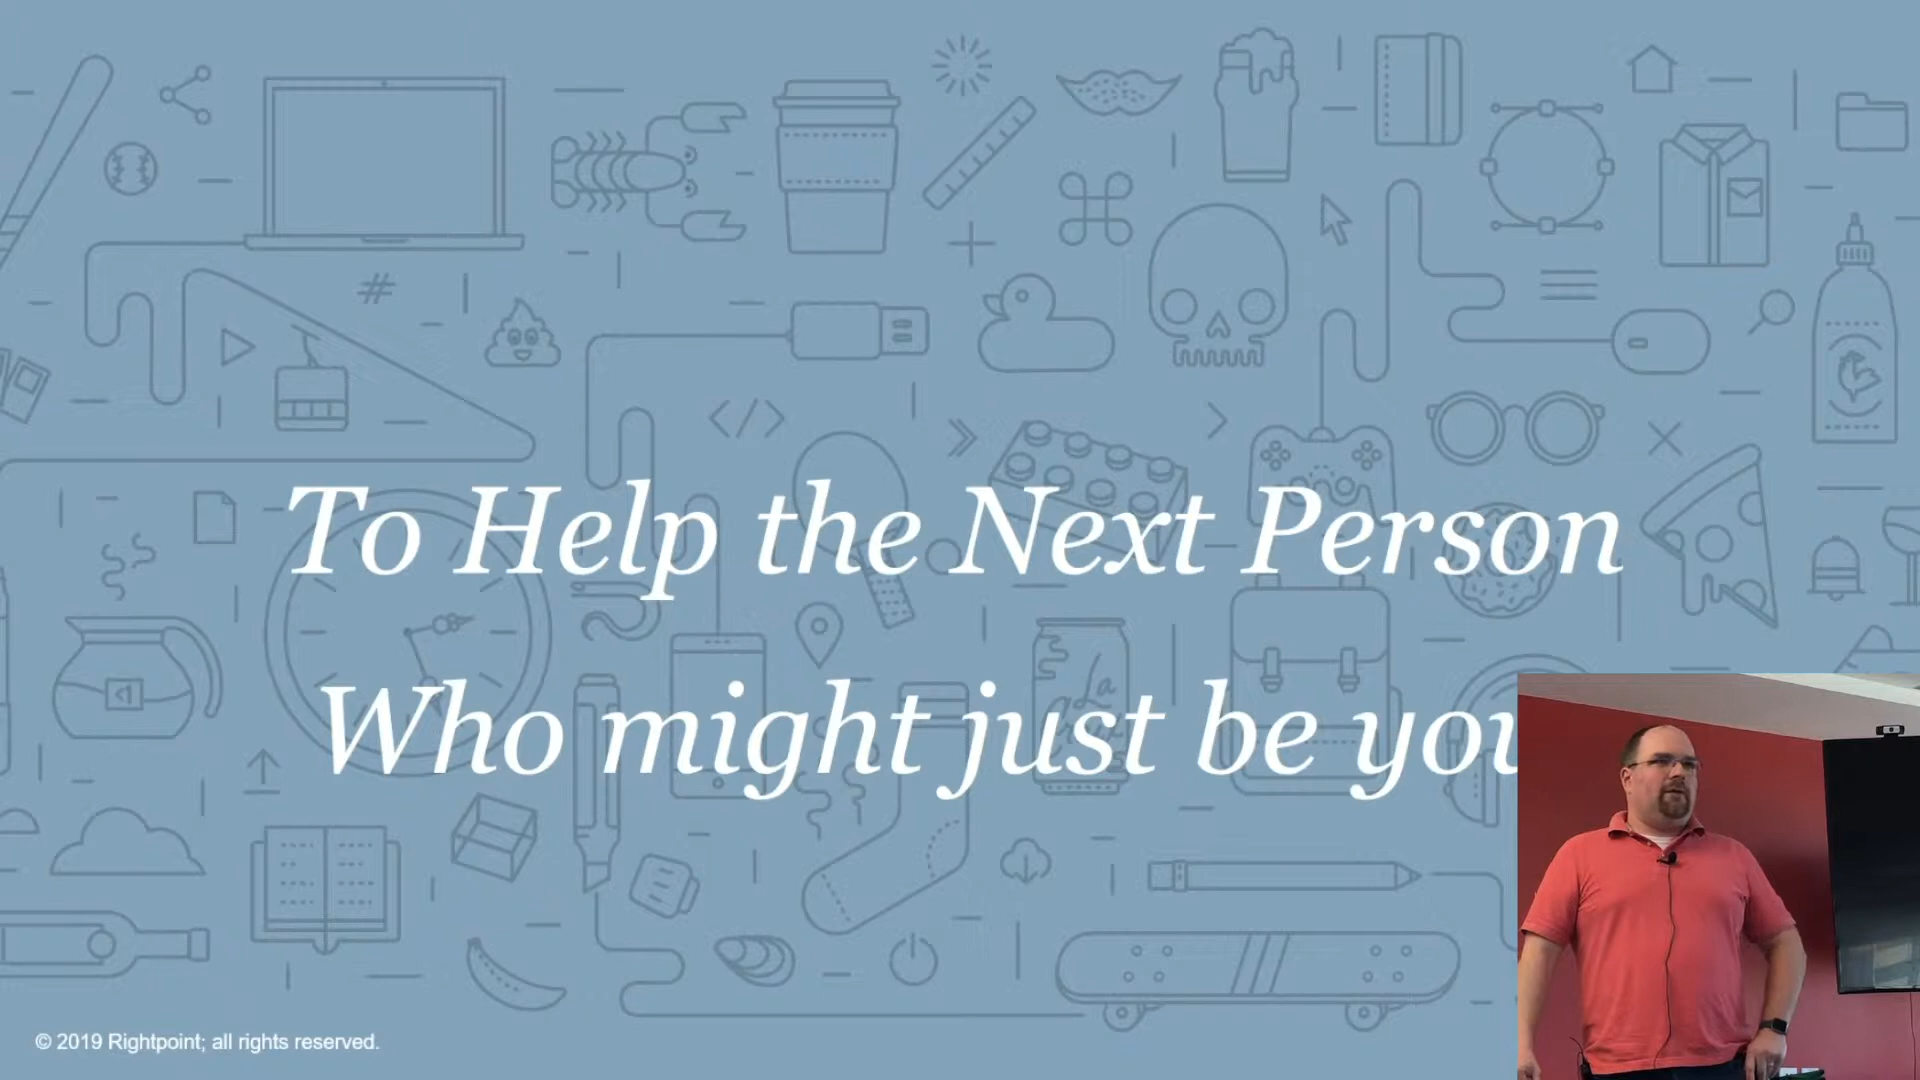 To Help the Next Person
Who might just be you
© 2019 Rightpoint; all rights reserved.